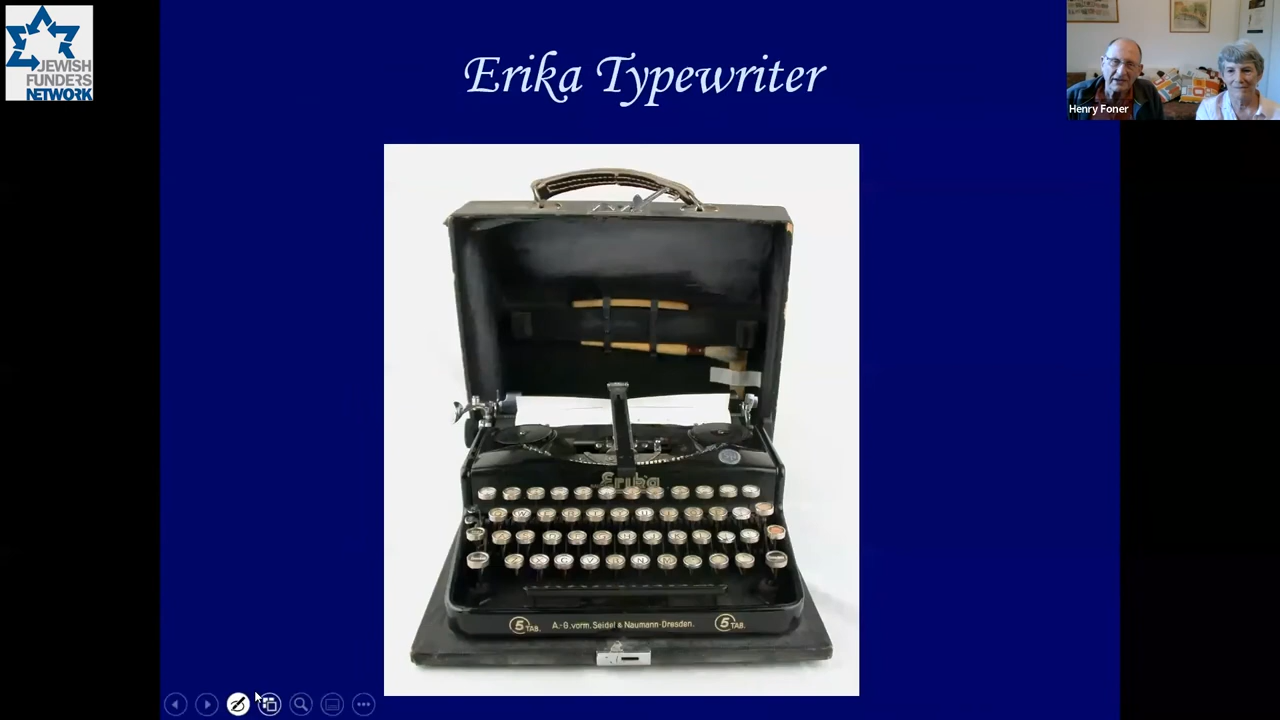 JEWISH
FUNDERS
NETWORK
Erika Typewriter
Henry Foner
Erika
5 TAB.
A.-G. vorm. Seidel & Naumann-Dresden.
5 TAB.